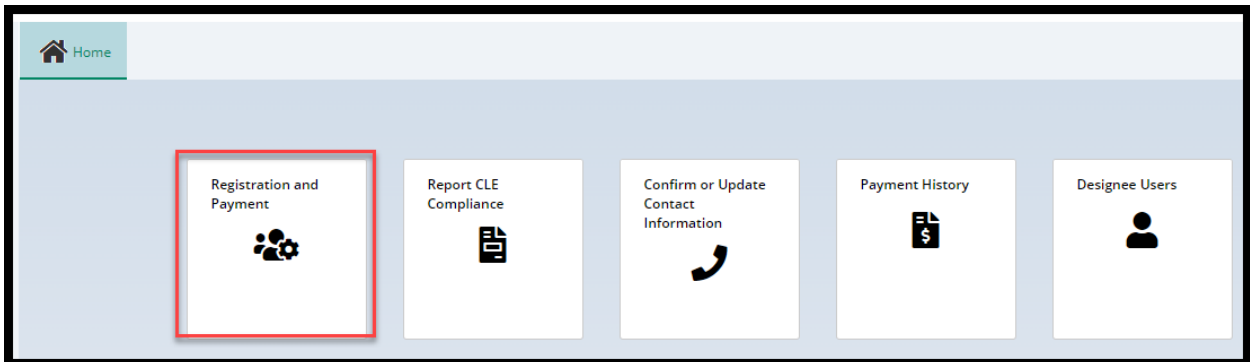 Home
Registration and
Payment
Report CLE
Compliance
Confirm or Update
Contact
Information
Payment History
$
Designee Users